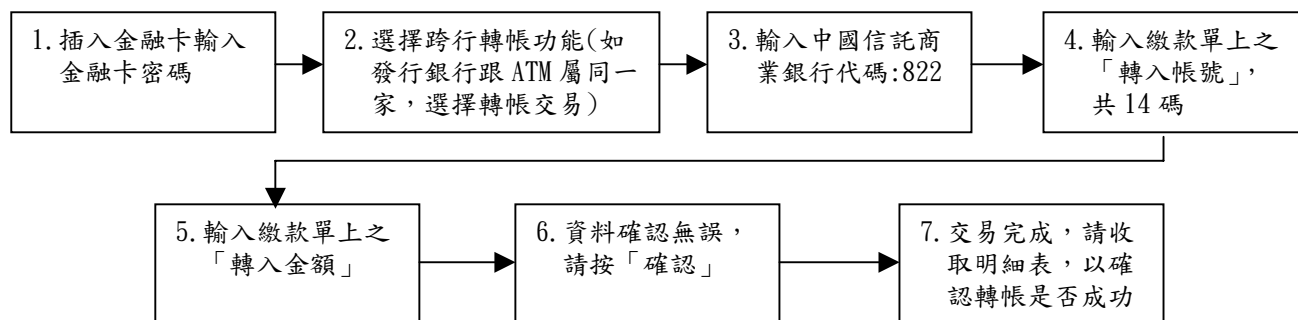 1.插入金融卡輸入
金融卡密碼
2.選擇跨行轉帳功能(如
發行銀行跟 ATM 屬同一
家，選擇轉帳交易)
3.輸入中國信託商
業銀行代碼:822
4.輸入繳款單上之
「轉入帳號」，
共 14 碼
5.輸入繳款單上之
「轉入金額」
6.資料確認無誤，
請按「確認」
7.交易完成，請收
取明細表，以確
認轉帳是否成功